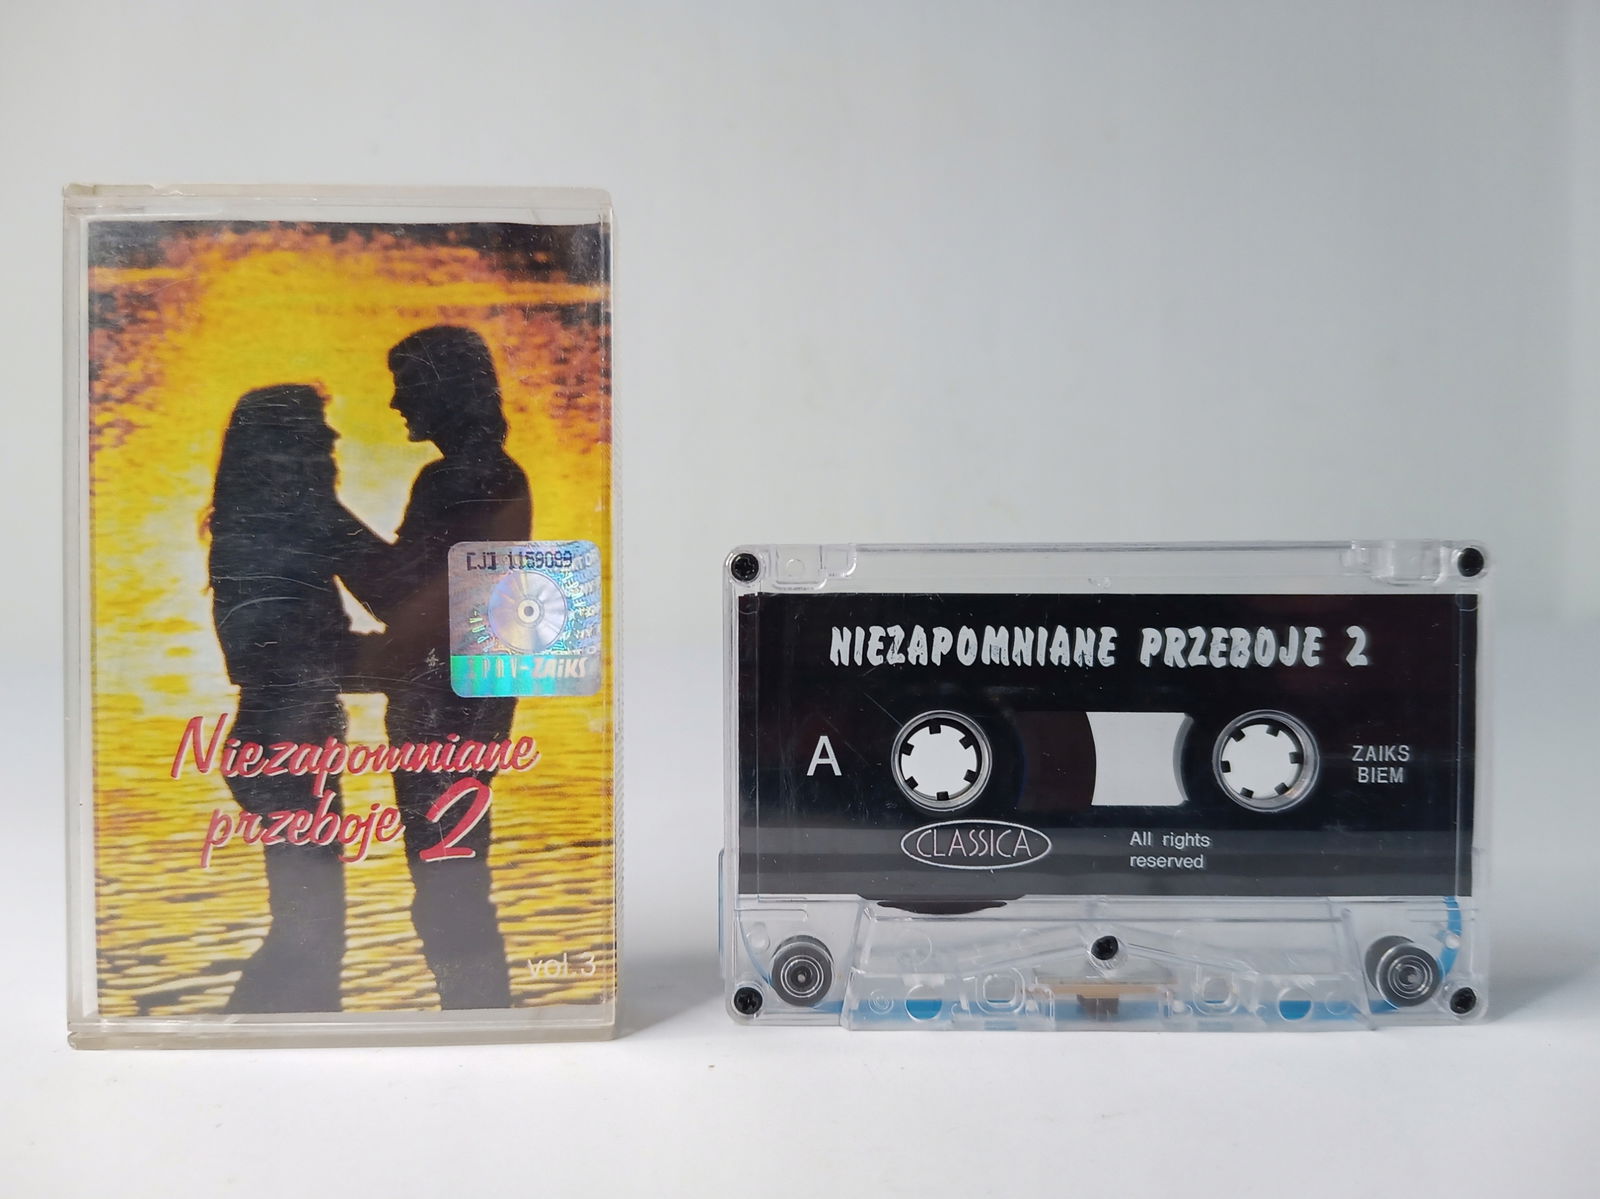 [J] 1159099
ZAiKS
Niezapomniane
przeboje 2
vol.3
NIEZAPOMNIANE PRZEBOJE 2
A
ZAIKS
BIEM
CLASSICA
All rights
reserved